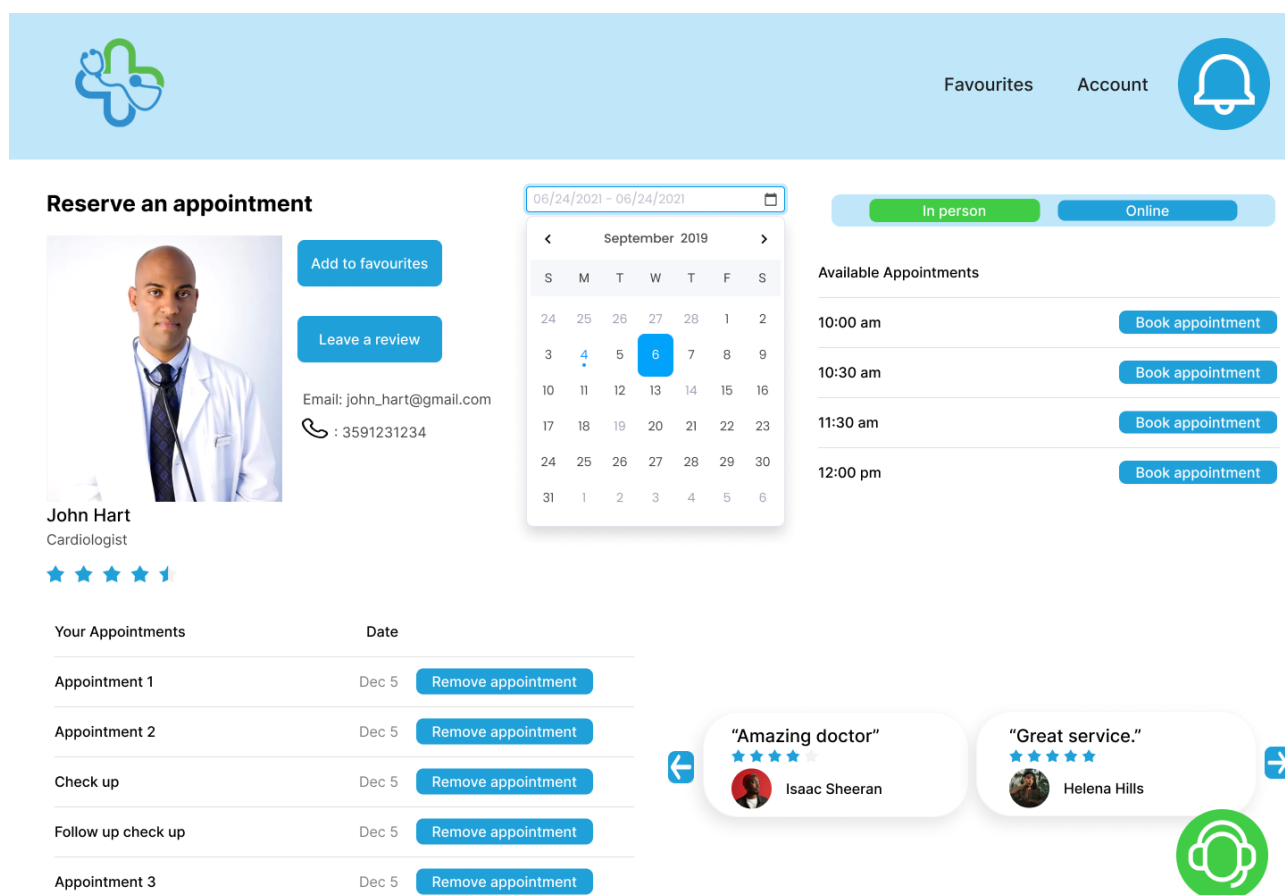 Favourites Account
Reserve an appointment
Add to favourites
Leave a review
Email: john_hart@gmail.com
: 3591231234
John Hart
Cardiologist
06/24/2021 - 06/24/2021
September 2019
S M T W T F S
24 25 26 27 28 1 2
3 4 5 6 7 8 9
10 11 12 13 14 15 16
17 18 19 20 21 22 23
24 25 26 27 28 29 30
31 1 2 3 4 5 6
In person Online
Available Appointments
10:00 am Book appointment
10:30 am Book appointment
11:30 am Book appointment
12:00 pm Book appointment
Your Appointments Date
Appointment 1 Dec 5 Remove appointment
Appointment 2 Dec 5 Remove appointment
Check up Dec 5 Remove appointment
Follow up check up Dec 5 Remove appointment
Appointment 3 Dec 5 Remove appointment
“Amazing doctor”
Isaac Sheeran
“Great service.”
Helena Hills